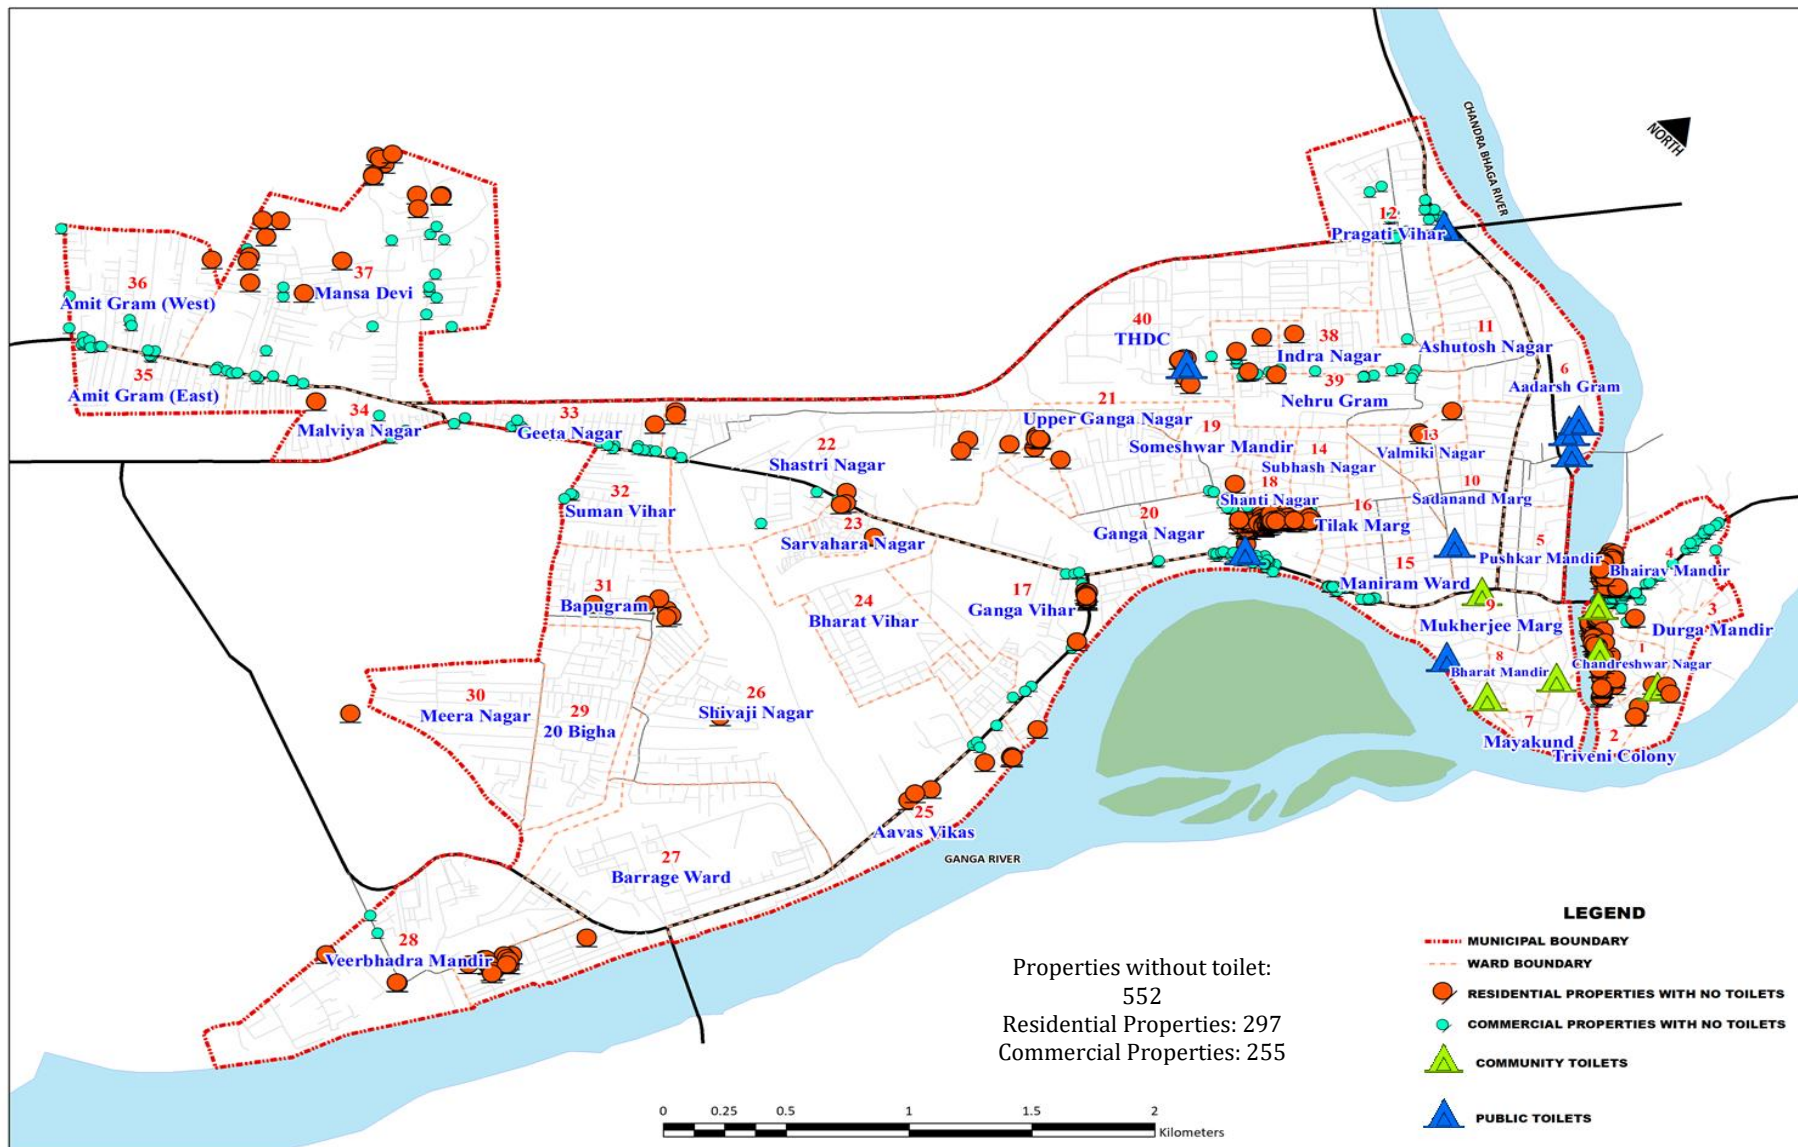 CHANDRA BHAGA RIVER
NORTH
12
Pragati Vihar
36
Amit Gram (West)
37
Mansa Devi
40
THDC
38
Indra Nagar
11
Ashutosh Nagar
35
Amit Gram (East)
39
Nehru Gram
6
Aadarsh Gram
34
Malviya Nagar
33
Geeta Nagar
21
Upper Ganga Nagar
22
Shastri Nagar
19
Someshwar Mandir
14
Subhash Nagar
13
Valmiki Nagar
32
Suman Vihar
18
Shanti Nagar
10
Sadanand Marg
23
Sarvahara Nagar
20
Ganga Nagar
16
Tilak Marg
5
Pushkar Mandir
4
Bhairav Mandir
31
Bapugram
24
Bharat Vihar
17
Ganga Vihar
15
Maniram Ward
9
Mukherjee Marg
3
Durga Mandir
8
Bharat Mandir
1
Chandreshwar Nagar
30
Meera Nagar
29
20 Bigha
26
Shivaji Nagar
7
Mayakund
2
Triveni Colony
25
Aavas Vikas
GANGA RIVER
27
Barrage Ward
28
Veerbhadra Mandir
Properties without toilet:
552
Residential Properties: 297
Commercial Properties: 255
LEGEND
MUNICIPAL BOUNDARY
WARD BOUNDARY
RESIDENTIAL PROPERTIES WITH NO TOILETS
COMMERCIAL PROPERTIES WITH NO TOILETS
COMMUNITY TOILETS
PUBLIC TOILETS
0 0.25 0.5 1 1.5 2
Kilometers